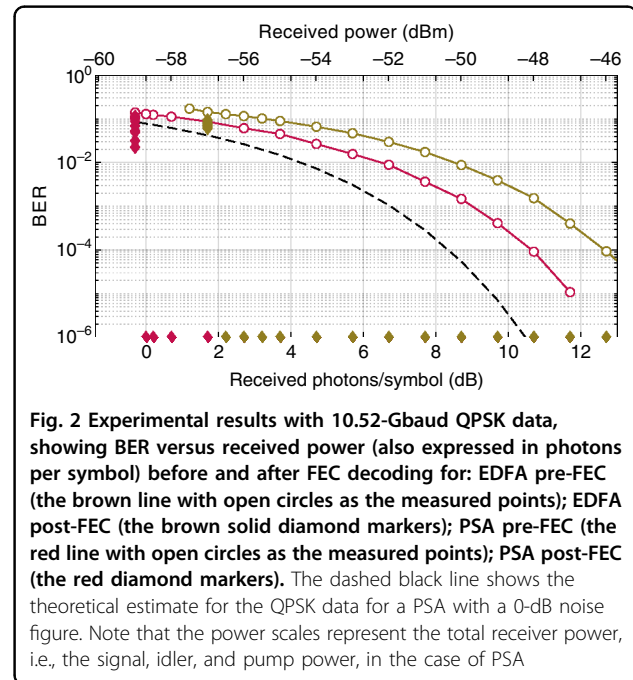 Received power (dBm)
−60 −58 −56 −54 −52 −50 −48 −46
10⁰
10⁻²
10⁻⁴
10⁻⁶
BER
0 2 4 6 8 10 12
Received photons/symbol (dB)
Fig. 2 Experimental results with 10.52-Gbaud QPSK data,
showing BER versus received power (also expressed in photons
per symbol) before and after FEC decoding for: EDFA pre-FEC
(the brown line with open circles as the measured points); EDFA
post-FEC (the brown solid diamond markers); PSA pre-FEC (the
red line with open circles as the measured points); PSA post-FEC
(the red diamond markers). The dashed black line shows the
theoretical estimate for the QPSK data for a PSA with a 0-dB noise
figure. Note that the power scales represent the total receiver power,
i.e., the signal, idler, and pump power, in the case of PSA